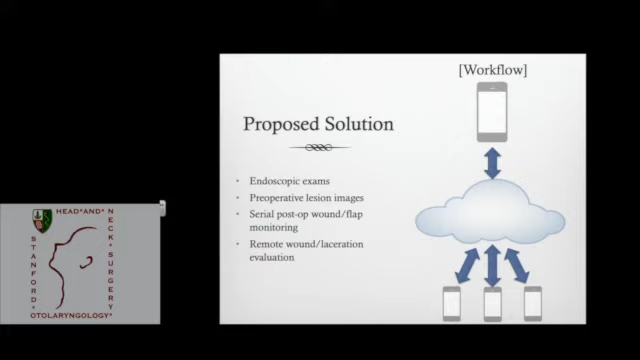 [Workflow]
Proposed Solution
• Endoscopic exams
• Preoperative lesion images
• Serial post-op wound/flap
monitoring
• Remote wound/laceration
evaluation
HEAD*AND*
NECK*SURGERY
STANFORD*
OTOLARYNGOLOGY*